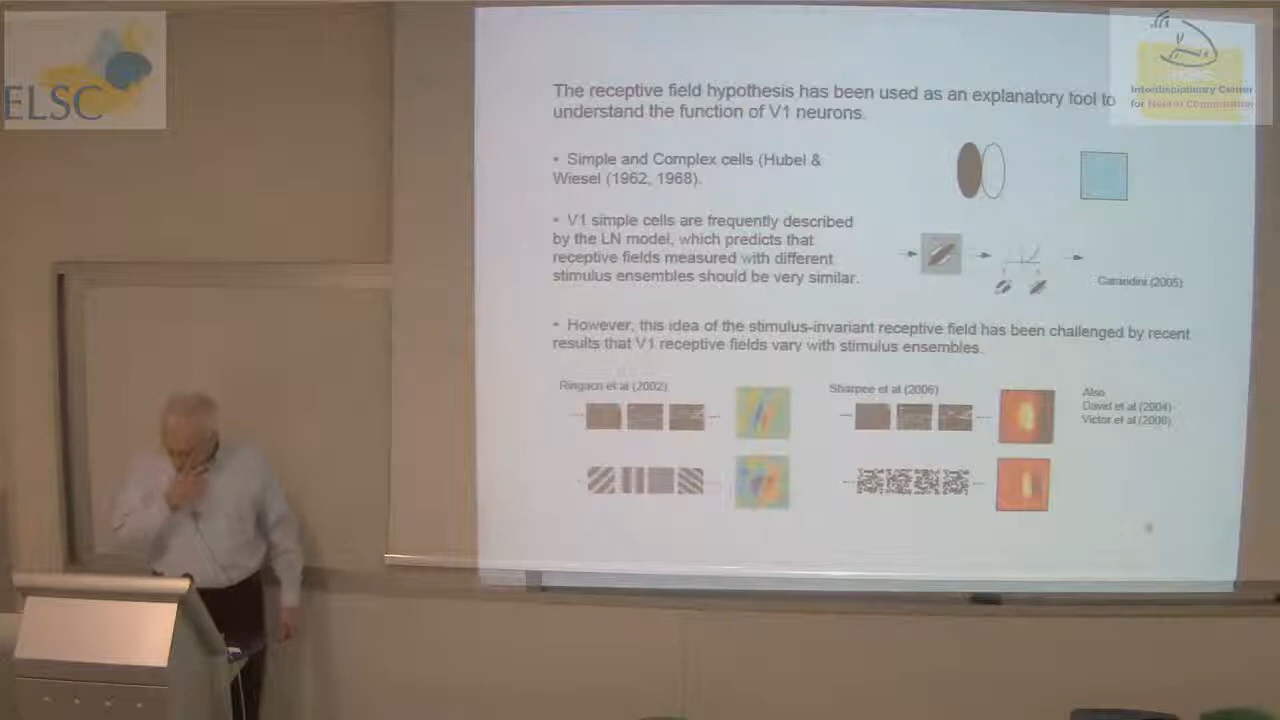 ELSC
Interdisciplinary Center
for Neural Computation
The receptive field hypothesis has been used as an explanatory tool to
understand the function of V1 neurons.
• Simple and Complex cells (Hubel &
Wiesel (1962, 1968).
• V1 simple cells are frequently described
by the LN model, which predicts that
receptive fields measured with different
stimulus ensembles should be very similar.
Carandini (2005)
• However, this idea of the stimulus-invariant receptive field has been challenged by recent
results that V1 receptive fields vary with stimulus ensembles.
Ringach et al (2002)
Sharpee et al (2006)
Also
David et al (2004)
Victor et al (2006)